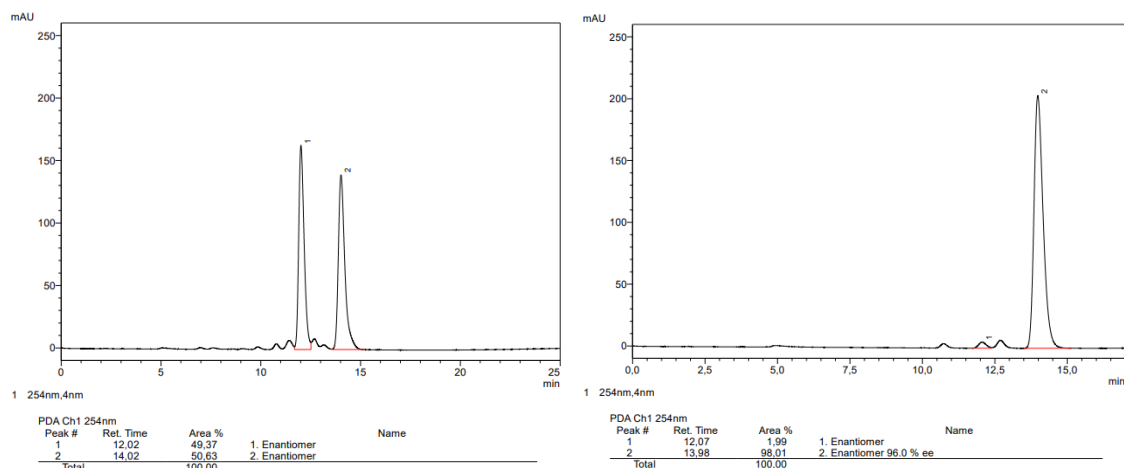 mAU
250
200
150
100
50
0
1
2
0 5 10 15 20 25
min
1 254nm,4nm
PDA Ch1 254nm
Peak # Ret. Time Area % Name
1 12,02 49,37 1. Enantiomer
2 14,02 50,63 2. Enantiomer
Total 100,00
mAU
250
200
150
100
50
0
1
2
0,0 2,5 5,0 7,5 10,0 12,5 15,0
min
1 254nm,4nm
PDA Ch1 254nm
Peak # Ret. Time Area % Name
1 12,07 1,99 1. Enantiomer
2 13,98 98,01 2. Enantiomer 96.0 % ee
Total 100,00